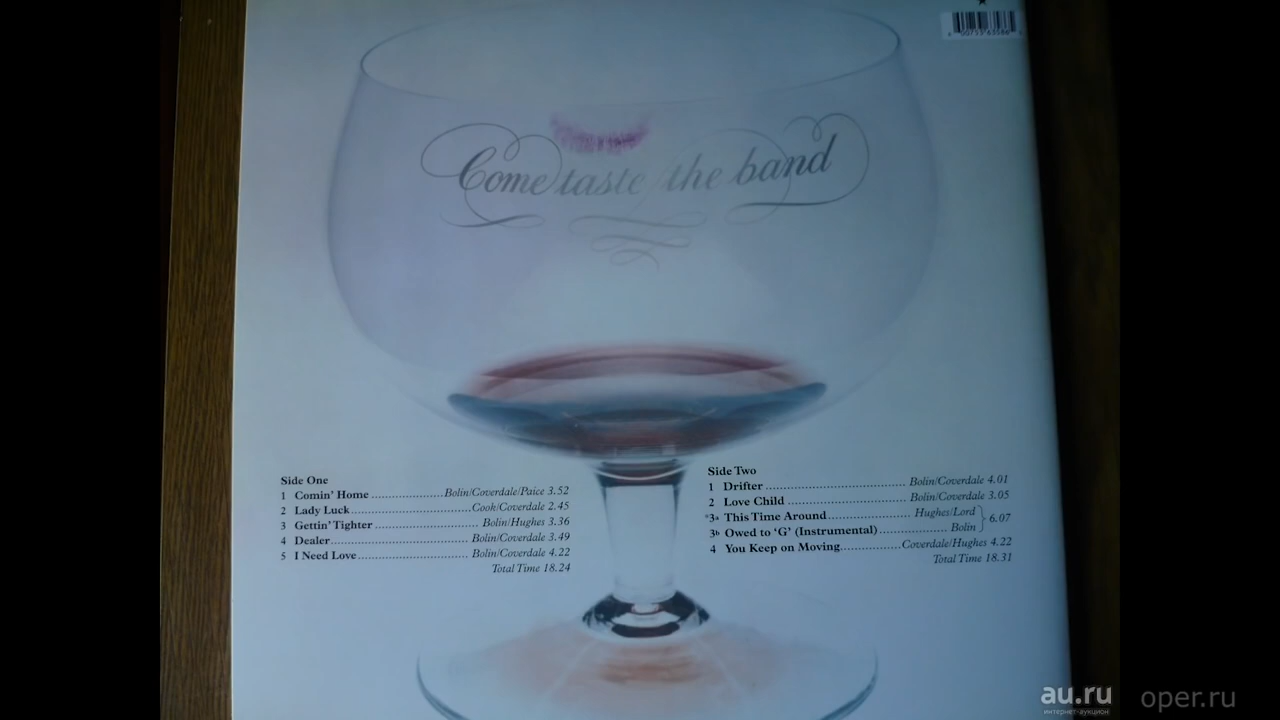 Come taste the band
Side One
1 Comin' Home ........................ Bolin/Coverdale/Paice 3.52
2 Lady Luck ........................ Cook/Coverdale 2.45
3 Gettin' Tighter ........................ Bolin/Hughes 3.36
4 Dealer ........................ Bolin/Coverdale 3.49
5 I Need Love ........................ Bolin/Coverdale 4.22
Total Time 18.24
Side Two
1 Drifter ........................ Bolin/Coverdale 4.01
2 Love Child ........................ Bolin/Coverdale 3.05
*3a This Time Around ........................ Hughes/Lord
3b Owed to 'G' (Instrumental) ........................ Bolin } 6.07
4 You Keep on Moving ........................ Coverdale/Hughes 4.22
Total Time 18.31
au.ru
интернет-аукцион
oper.ru